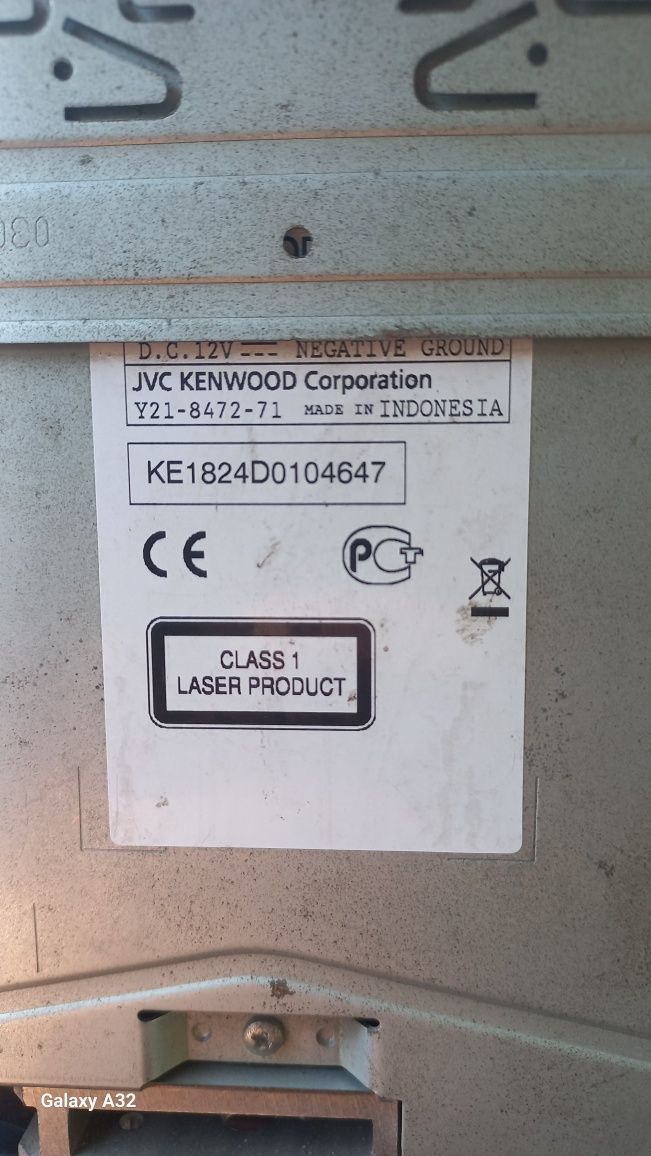 030
D.C.12V NEGATIVE GROUND
JVC KENWOOD Corporation
Y21-8472-71 MADE IN INDONESIA
KE1824D0104647
CE PCT
CLASS 1
LASER PRODUCT
Galaxy A32